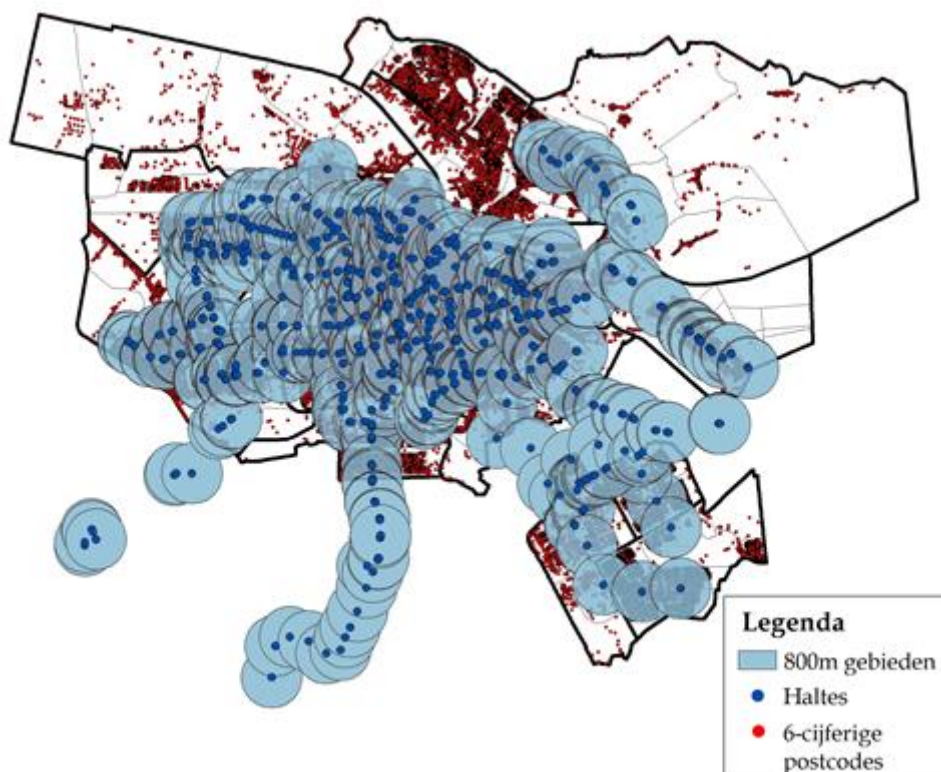 Legenda
800m gebieden
Haltes
6-cijferige
postcodes